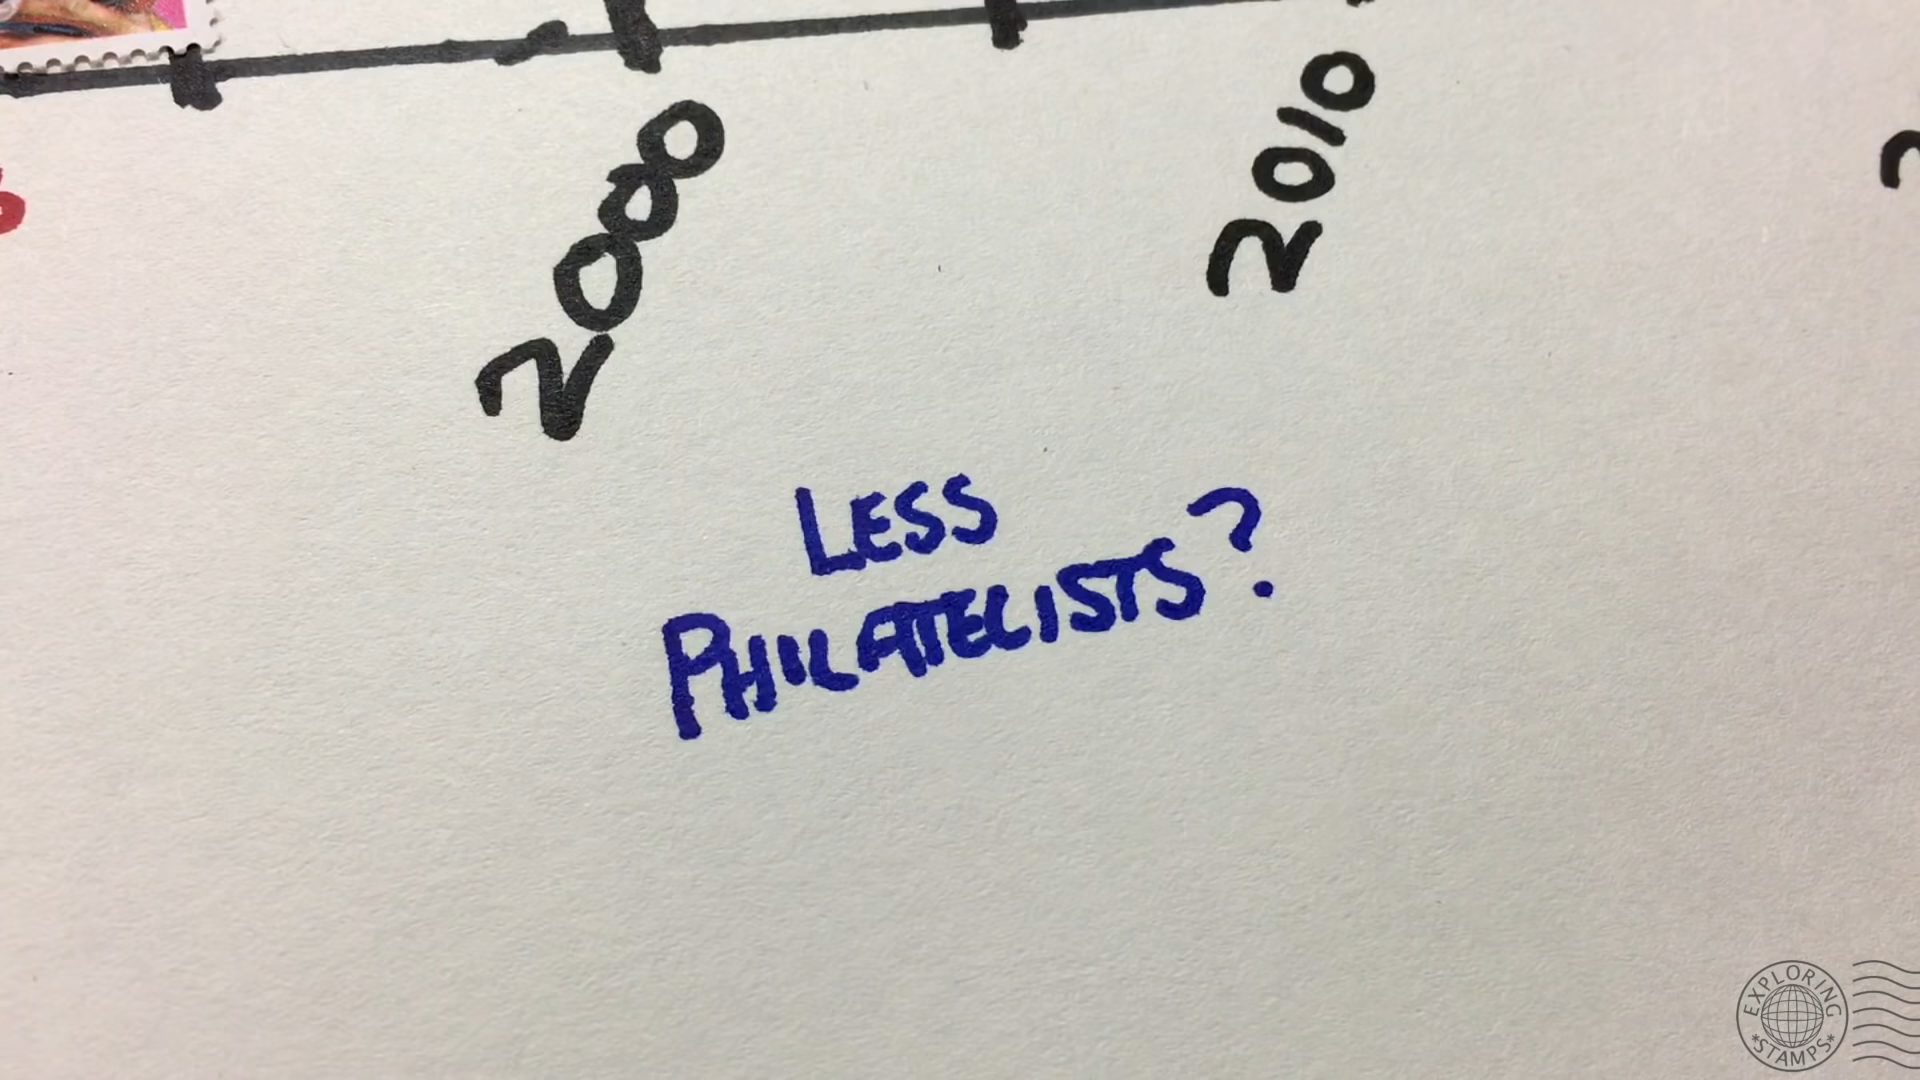 2000
2010
LESS
PHILATELISTS?
EXPLORING
*STAMPS*